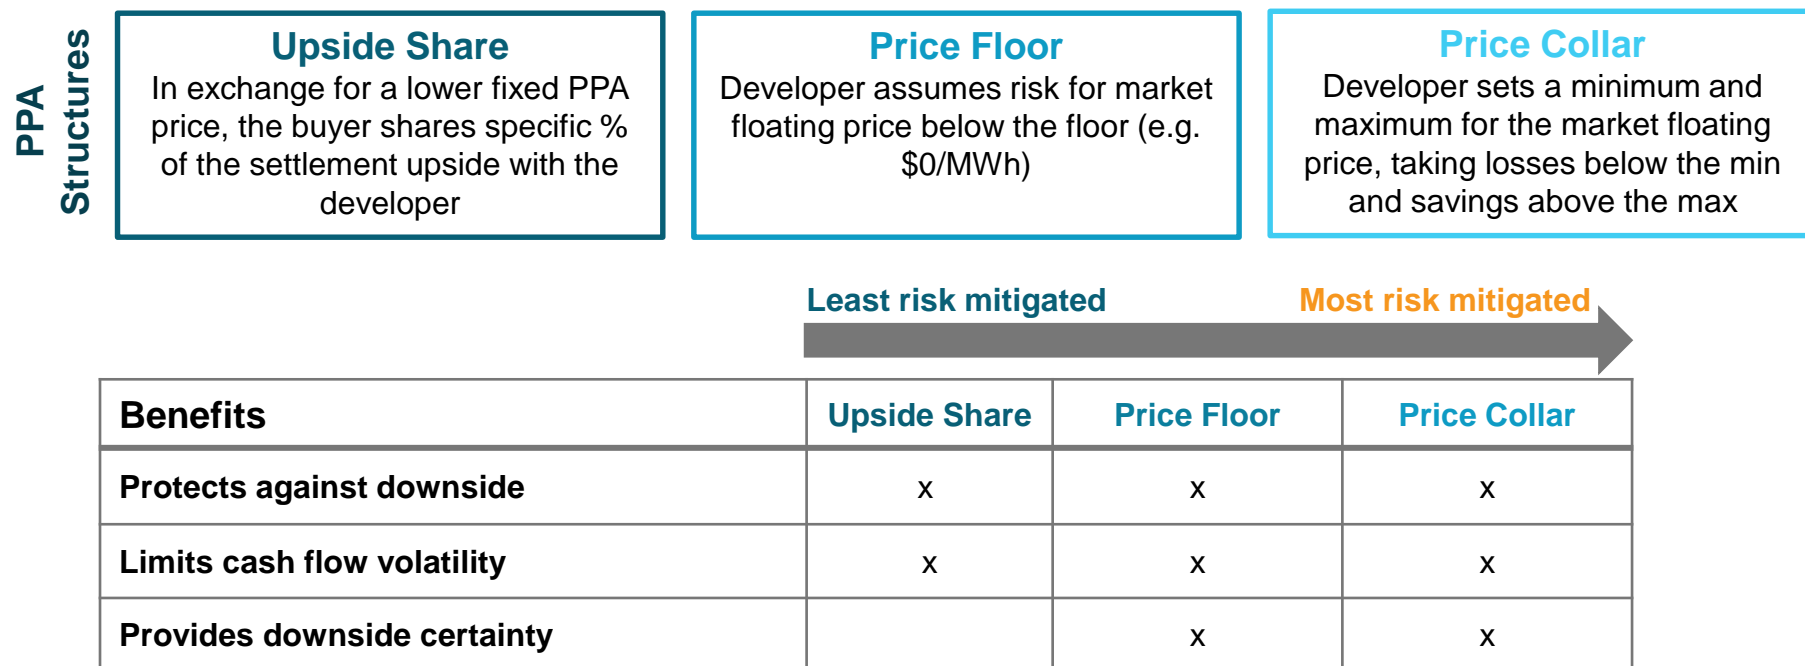 PPA
Structures
Upside Share
In exchange for a lower fixed PPA
price, the buyer shares specific %
of the settlement upside with the
developer
Price Floor
Developer assumes risk for market
floating price below the floor (e.g.
$0/MWh)
Price Collar
Developer sets a minimum and
maximum for the market floating
price, taking losses below the min
and savings above the max
Least risk mitigated
Most risk mitigated
Benefits Upside Share Price Floor Price Collar
Protects against downside x x x
Limits cash flow volatility x x x
Provides downside certainty x x